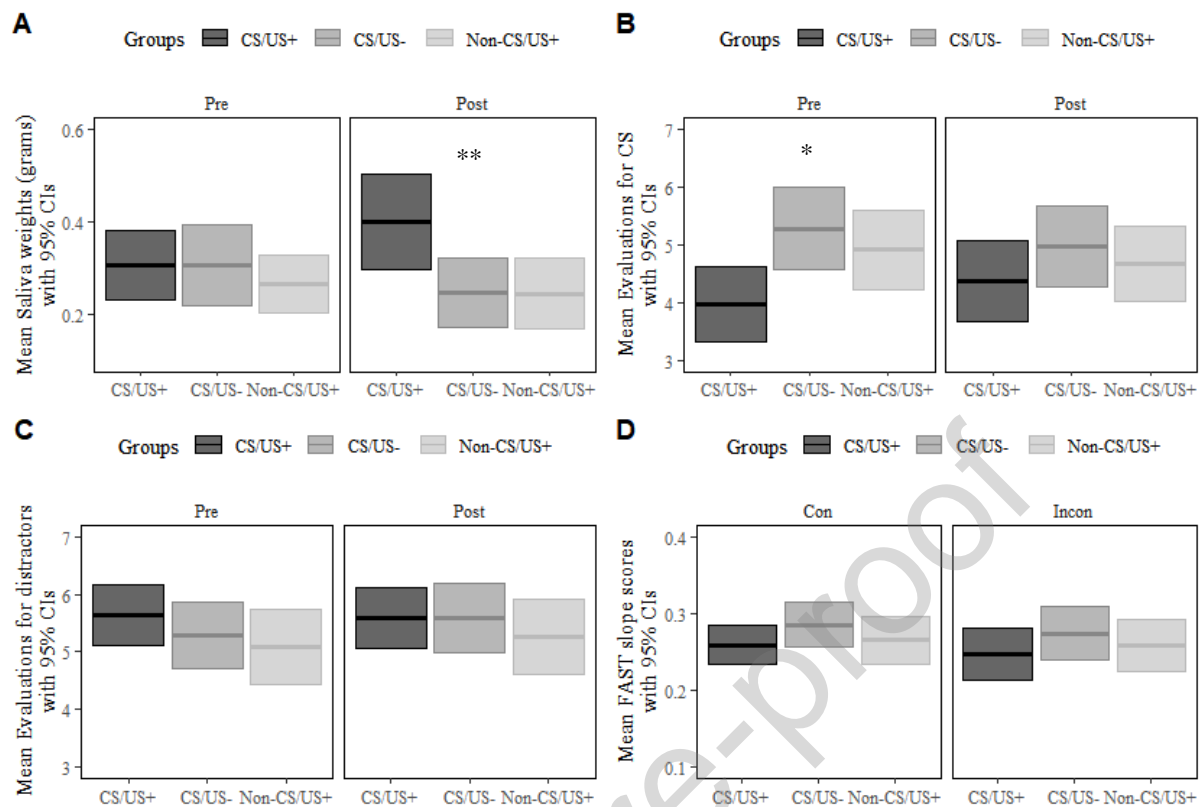 A
Groups CS/US+ CS/US- Non-CS/US+
Pre Post
Mean Saliva weights (grams)
with 95% CIs
0.6
0.4
0.2
**
CS/US+ CS/US- Non-CS/US+ CS/US+ CS/US- Non-CS/US+
B
Groups CS/US+ CS/US- Non-CS/US+
Pre Post
Mean Evaluations for CS
with 95% CIs
7
6
5
4
3
*
CS/US+ CS/US- Non-CS/US+ CS/US+ CS/US- Non-CS/US+
C
Groups CS/US+ CS/US- Non-CS/US+
Pre Post
Mean Evaluations for distractors
with 95% CIs
7
6
5
4
3
CS/US+ CS/US- Non-CS/US+ CS/US+ CS/US- Non-CS/US+
D
Groups CS/US+ CS/US- Non-CS/US+
Con Incon
Mean FAST slope scores
with 95% CIs
0.4
0.3
0.2
0.1
CS/US+ CS/US- Non-CS/US+ CS/US+ CS/US- Non-CS/US+
re-proof